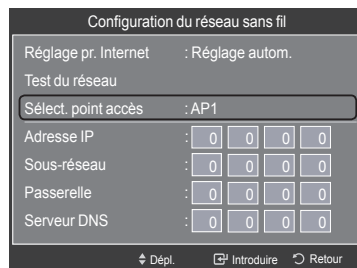 Configuration du réseau sans fil
Réglage pr. Internet : Réglage autom.
Test du réseau
Sélect. point accès : AP1
Adresse IP : 0 0 0 0
Sous-réseau : 0 0 0 0
Passerelle : 0 0 0 0
Serveur DNS : 0 0 0 0
Dépl. Introduire Retour